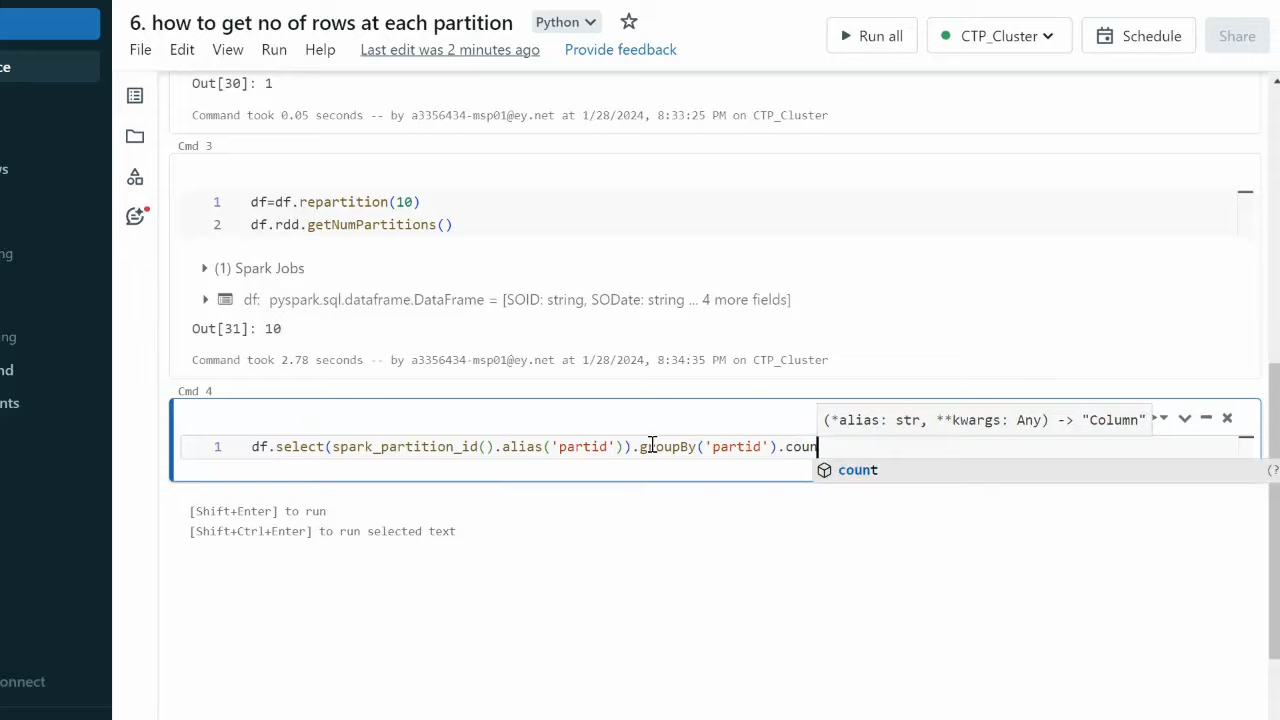 6. how to get no of rows at each partition
Python
File Edit View Run Help Last edit was 2 minutes ago Provide feedback
Run all
CTP_Cluster
Schedule
Share
ce
ws
ng
ing
nd
nts
onnect
Out[30]: 1
Command took 0.05 seconds -- by a3356434-msp01@ey.net at 1/28/2024, 8:33:25 PM on CTP_Cluster
Cmd 3
1 df=df.repartition(10)
2 df.rdd.getNumPartitions()
(1) Spark Jobs
df: pyspark.sql.dataframe.DataFrame = [SOID: string, SODate: string ... 4 more fields]
Out[31]: 10
Command took 2.78 seconds -- by a3356434-msp01@ey.net at 1/28/2024, 8:34:35 PM on CTP_Cluster
Cmd 4
(*alias: str, **kwargs: Any) -> "Column"
1 df.select(spark_partition_id().alias('partid')).groupBy('partid').coun
count (?
[Shift+Enter] to run
[Shift+Ctrl+Enter] to run selected text